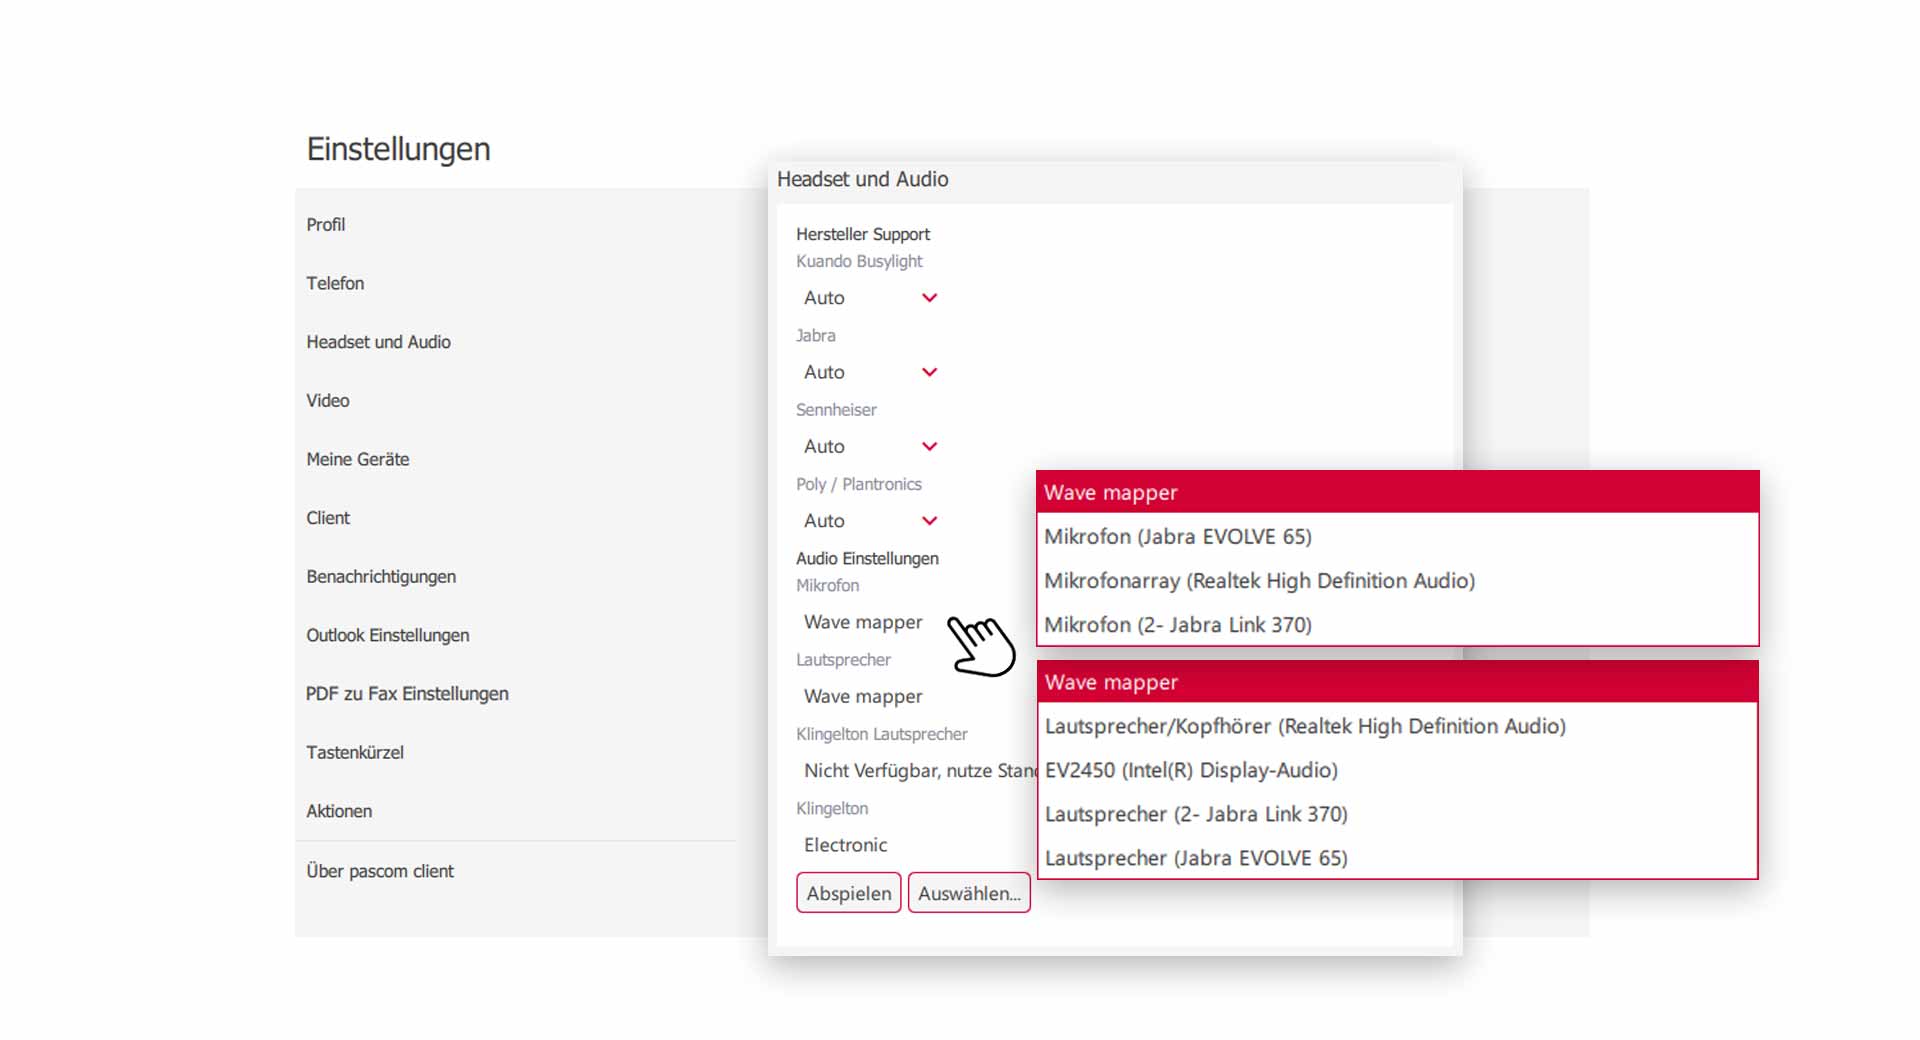 Einstellungen
Profil
Telefon
Headset und Audio
Video
Meine Geräte
Client
Benachrichtigungen
Outlook Einstellungen
PDF zu Fax Einstellungen
Tastenkürzel
Aktionen
Über pascom client
Headset und Audio
Hersteller Support
Kuando Busylight
Auto
Jabra
Auto
Sennheiser
Auto
Poly / Plantronics
Auto
Audio Einstellungen
Mikrofon
Wave mapper
Lautsprecher
Wave mapper
Klingelton Lautsprecher
Nicht Verfügbar, nutze Stand
Klingelton
Electronic
Abspielen
Auswählen...
Wave mapper
Mikrofon (Jabra EVOLVE 65)
Mikrofonarray (Realtek High Definition Audio)
Mikrofon (2- Jabra Link 370)
Wave mapper
Lautsprecher/Kopfhörer (Realtek High Definition Audio)
EV2450 (Intel(R) Display-Audio)
Lautsprecher (2- Jabra Link 370)
Lautsprecher (Jabra EVOLVE 65)